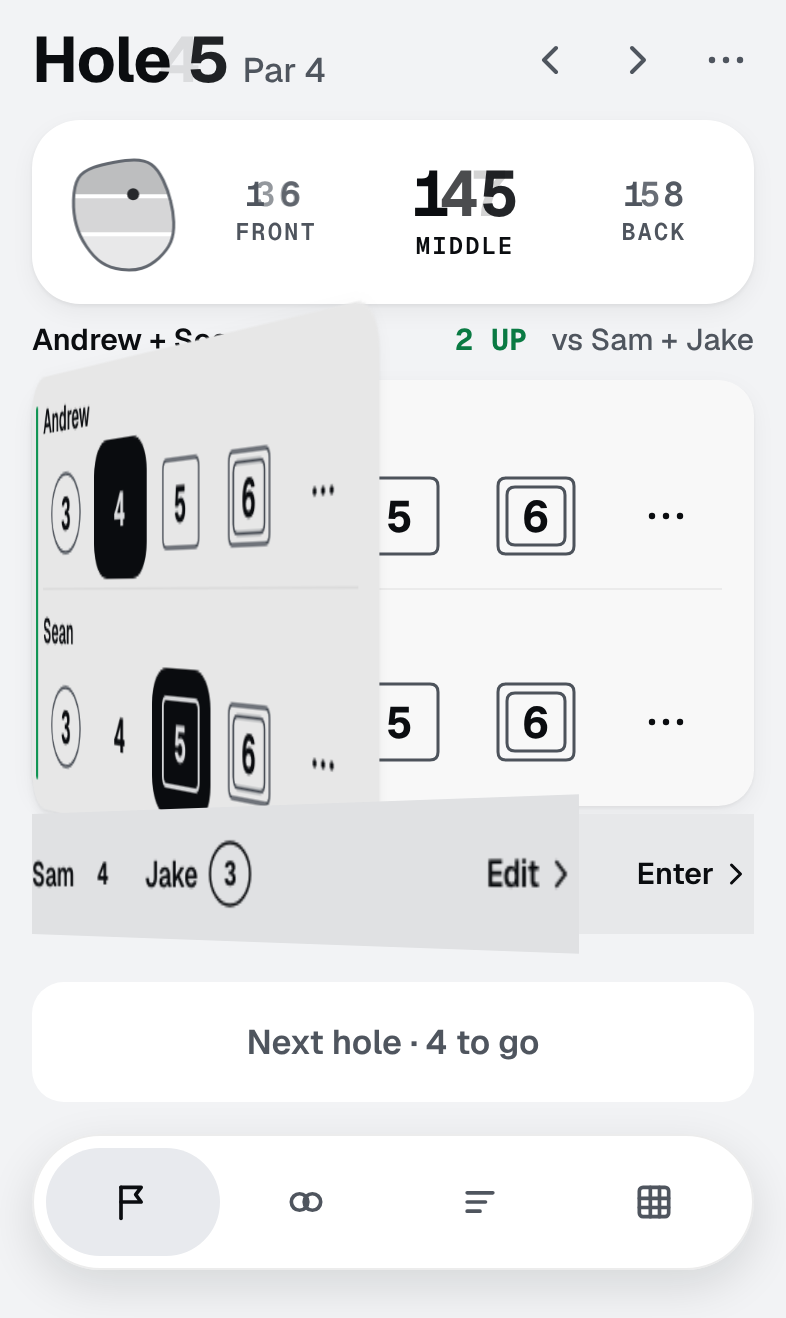 Hole 5 Par 4
136 145 158
FRONT MIDDLE BACK
Andrew + 2 UP vs Sam + Jake
Andrew
3 4 5 6 ... 5 6 ...
Sean
3 4 5 6 ... 5 6 ...
Sam 4 Jake 3 Edit Enter
Next hole · 4 to go